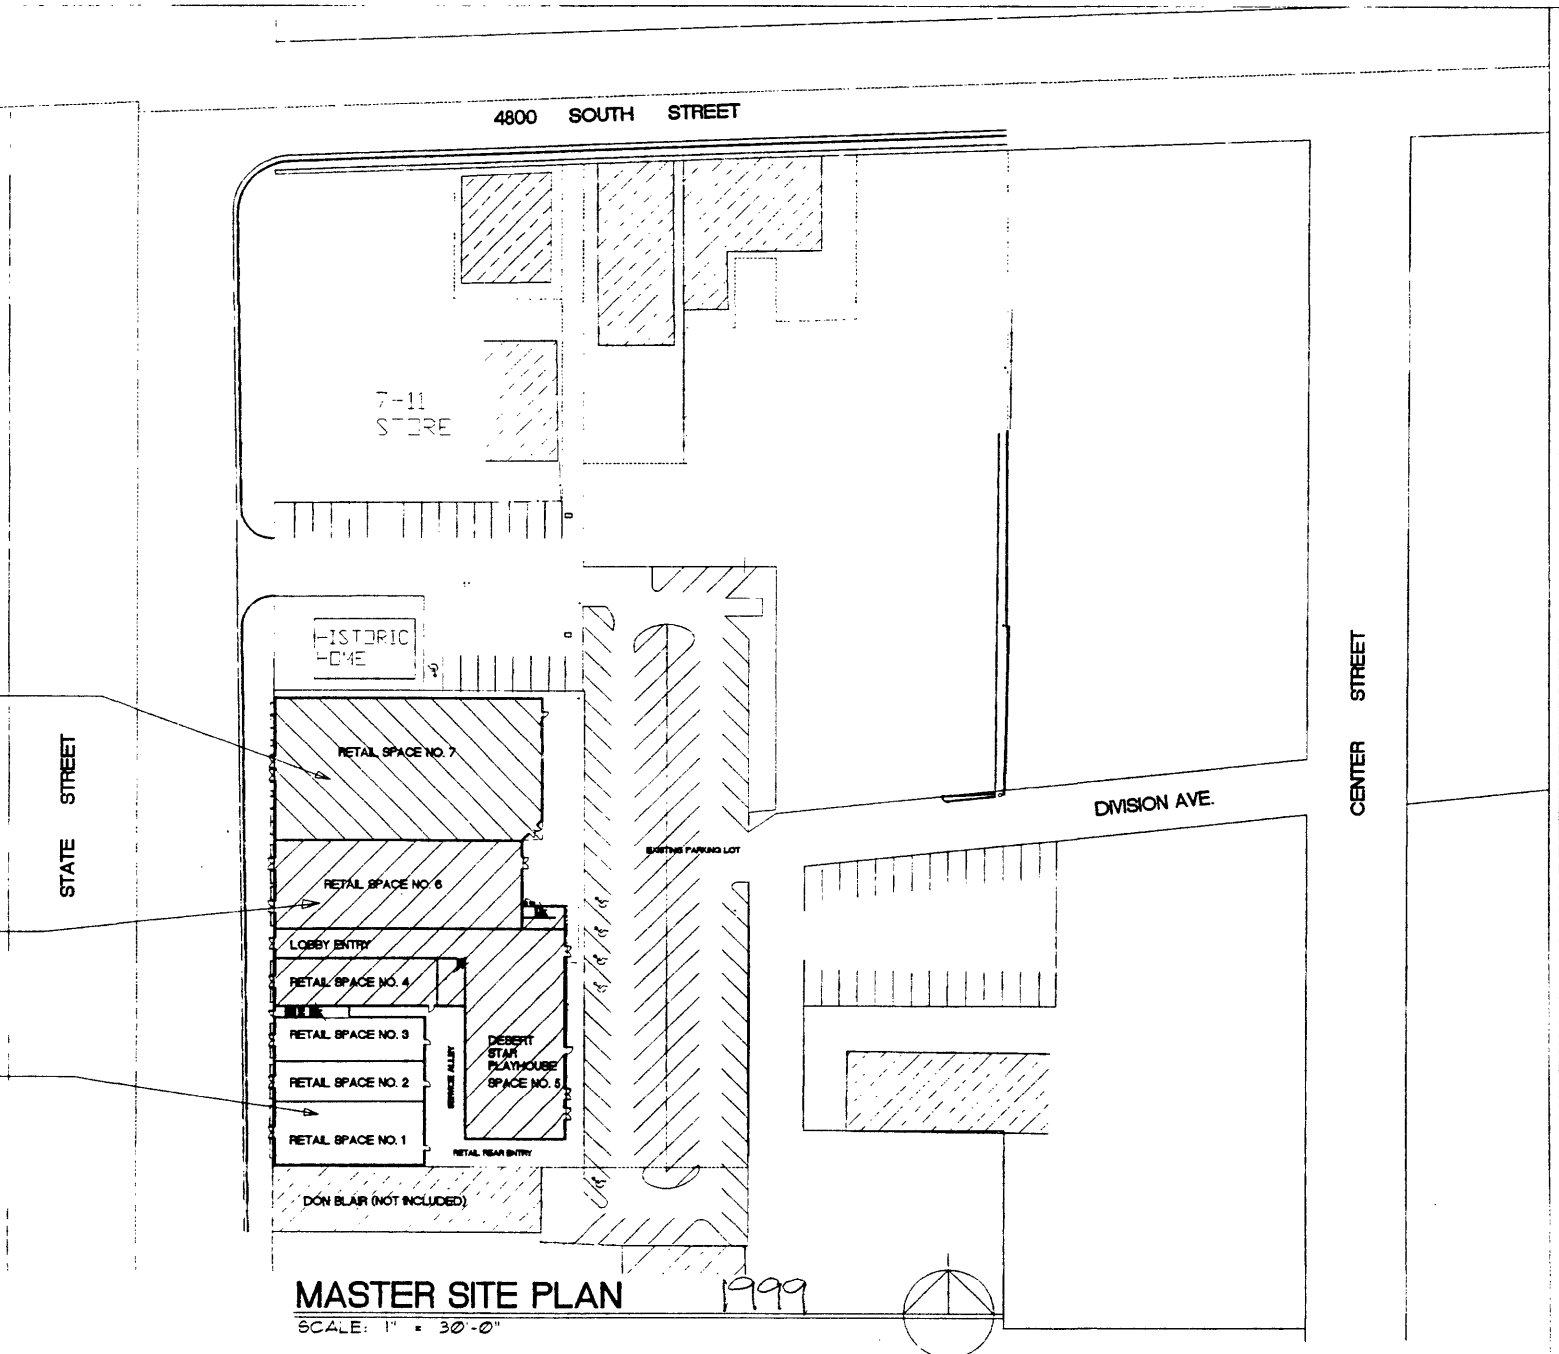 4800 SOUTH STREET
7-11
STORE
HISTORIC
HOME
STATE STREET
CENTER STREET
RETAIL SPACE NO. 7
EXISTING PARKING LOT
DIVISION AVE.
RETAIL SPACE NO. 6
LOBBY ENTRY
RETAIL SPACE NO. 4
RETAIL SPACE NO. 3
DESERT
STAR
PLAYHOUSE
SPACE NO. 5
SERVICE ALLEY
RETAIL SPACE NO. 2
RETAIL SPACE NO. 1
RETAIL REAR ENTRY
DON BLAIR (NOT INCLUDED)
MASTER SITE PLAN 1999
SCALE: 1" = 30'-0"